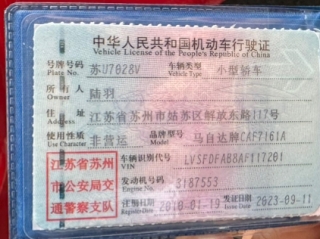 中华人民共和国机动车行驶证
Vehicle License of the People's Republic of China
号牌号码 苏U7028V 车辆类型 小型轿车
Plate No. Vehicle Type
所有人 陆羽
Owner
住址 江苏省苏州市姑苏区解放东路117号
Address
使用性质 非营运 品牌型号 马自达牌CAF7161A
Use Character Model
江苏省苏州 车辆识别代号 LVSFDFAB8AF117201
VIN
市公安局交 发动机号码 3187553
Engine No.
通警察支队 注册日期 2010-01-19 发证日期 2023-09-11
Register Date Issue Date